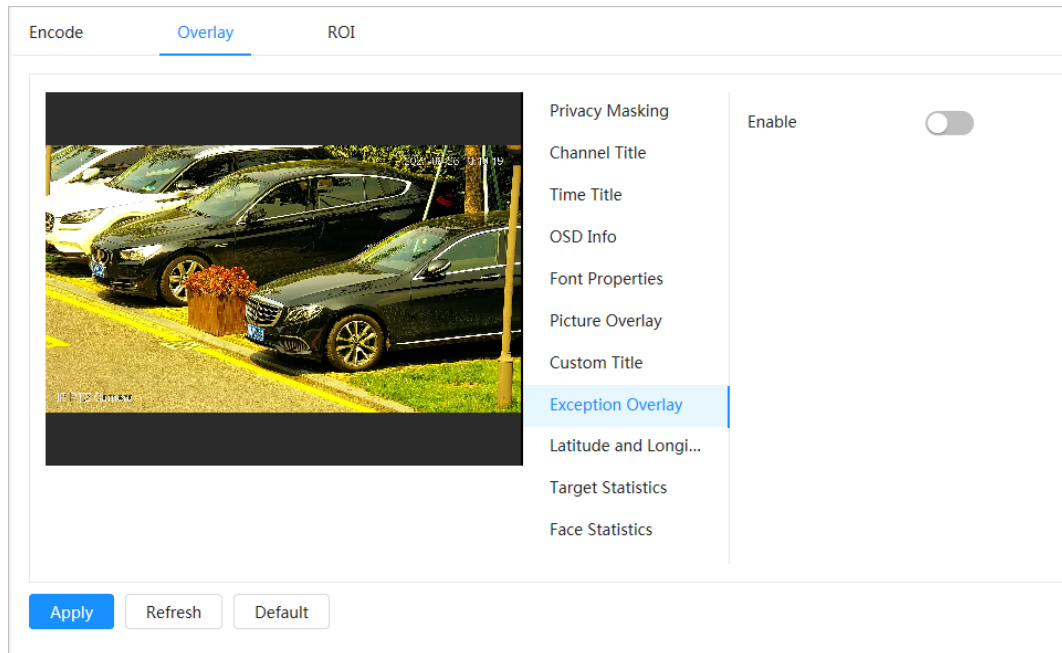 Encode
Overlay
ROI
Privacy Masking
Channel Title
Time Title
OSD Info
Font Properties
Picture Overlay
Custom Title
Exception Overlay
Latitude and Longi...
Target Statistics
Face Statistics
Enable
Apply
Refresh
Default